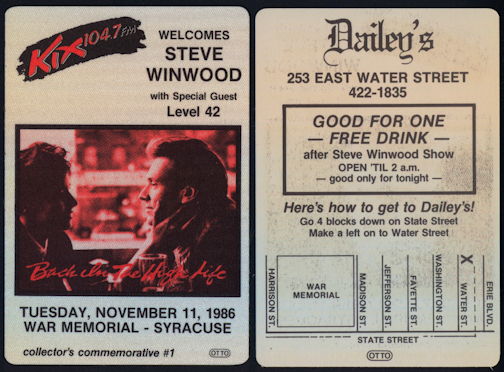 KIX 104.7 FM
WELCOMES
STEVE
WINWOOD
with Special Guest
Level 42
Back In The High Life
TUESDAY, NOVEMBER 11, 1986
WAR MEMORIAL - SYRACUSE
collector's commemorative #1
OTTO
Dailey's
253 EAST WATER STREET
422-1835
GOOD FOR ONE
— FREE DRINK —
after Steve Winwood Show
OPEN 'TIL 2 a.m.
— good only for tonight —
Here's how to get to Dailey's!
Go 4 blocks down on State Street
Make a left on to Water Street
HARRISON ST.
WAR
MEMORIAL
MADISON ST.
JEFFERSON ST.
FAYETTE ST.
WASHINGTON ST.
X
WATER ST.
ERIE BLVD.
STATE STREET
OTTO